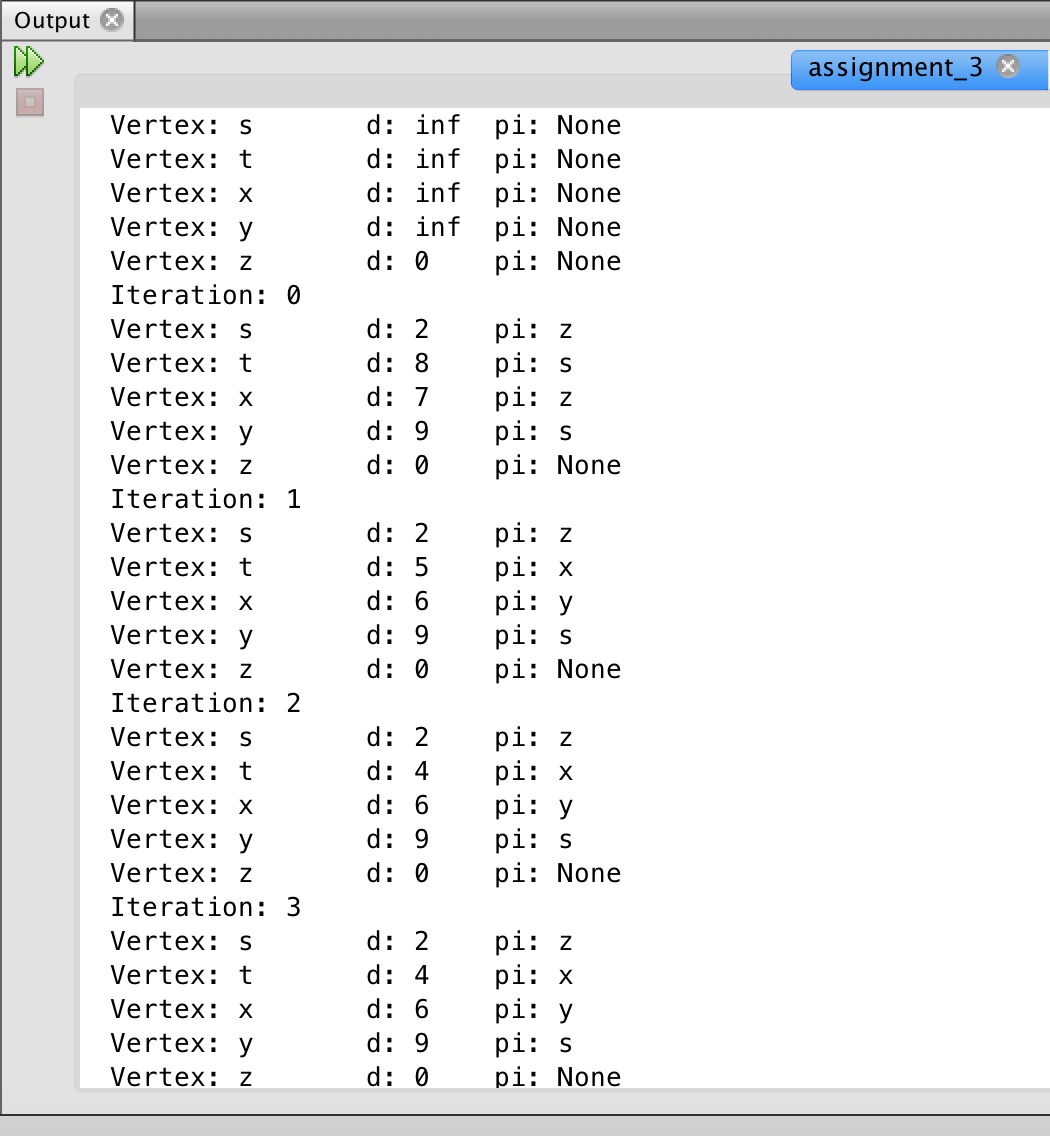 Output
assignment_3
Vertex: s d: inf pi: None
Vertex: t d: inf pi: None
Vertex: x d: inf pi: None
Vertex: y d: inf pi: None
Vertex: z d: 0 pi: None
Iteration: 0
Vertex: s d: 2 pi: z
Vertex: t d: 8 pi: s
Vertex: x d: 7 pi: z
Vertex: y d: 9 pi: s
Vertex: z d: 0 pi: None
Iteration: 1
Vertex: s d: 2 pi: z
Vertex: t d: 5 pi: x
Vertex: x d: 6 pi: y
Vertex: y d: 9 pi: s
Vertex: z d: 0 pi: None
Iteration: 2
Vertex: s d: 2 pi: z
Vertex: t d: 4 pi: x
Vertex: x d: 6 pi: y
Vertex: y d: 9 pi: s
Vertex: z d: 0 pi: None
Iteration: 3
Vertex: s d: 2 pi: z
Vertex: t d: 4 pi: x
Vertex: x d: 6 pi: y
Vertex: y d: 9 pi: s
Vertex: z d: 0 pi: None